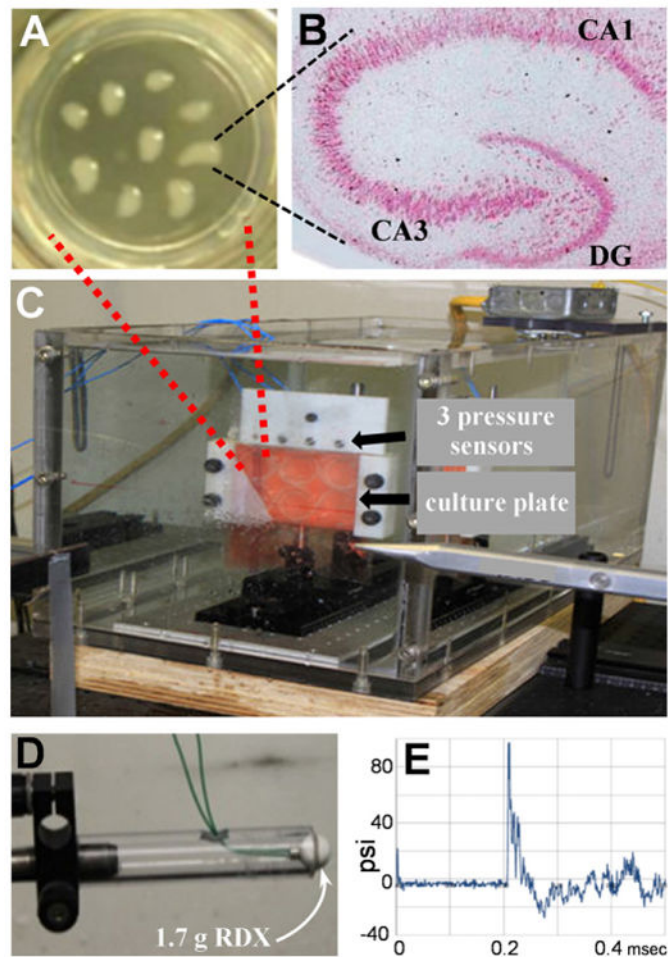 A
B
CA1
CA3
DG
C
3 pressure
sensors
culture plate
D
1.7 g RDX
E
80
40
psi
0
-40
0
0.2
0.4 msec